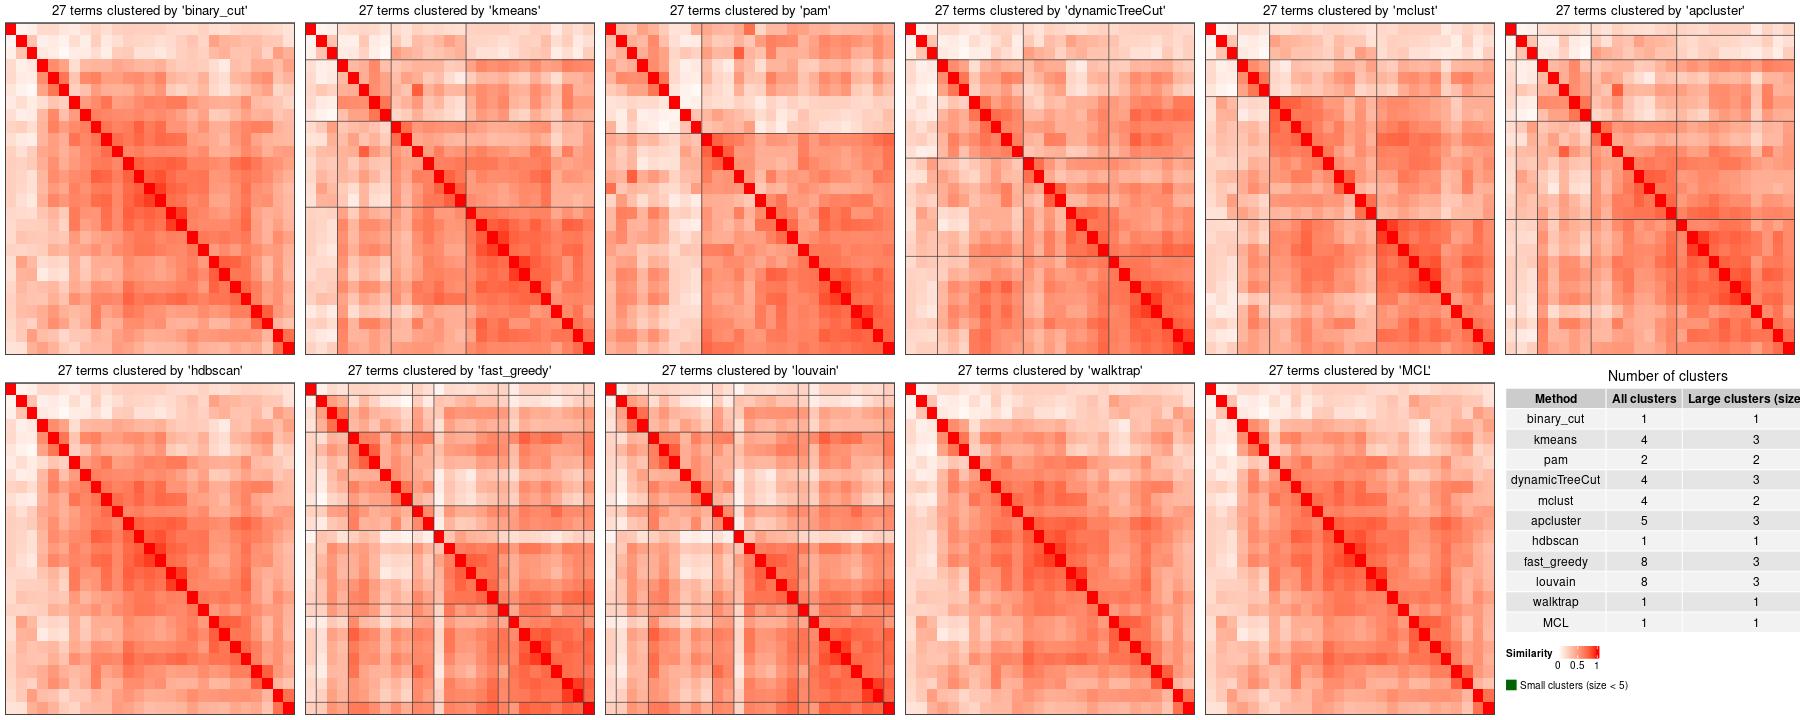 27 terms clustered by 'binary_cut'
27 terms clustered by 'kmeans'
27 terms clustered by 'pam'
27 terms clustered by 'dynamicTreeCut'
27 terms clustered by 'mclust'
27 terms clustered by 'apcluster'
27 terms clustered by 'hdbscan'
27 terms clustered by 'fast_greedy'
27 terms clustered by 'louvain'
27 terms clustered by 'walktrap'
27 terms clustered by 'MCL'
Number of clusters
Method All clusters Large clusters (size
binary_cut 1 1
kmeans 4 3
pam 2 2
dynamicTreeCut 4 3
mclust 4 2
apcluster 5 3
hdbscan 1 1
fast_greedy 8 3
louvain 8 3
walktrap 1 1
MCL 1 1
Similarity
0 0.5 1
Small clusters (size < 5)